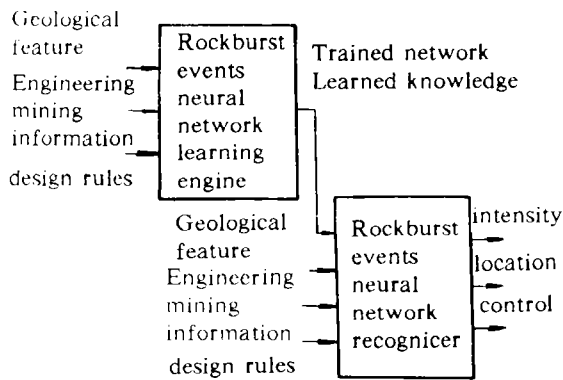 Geological
feature
Engineering
mining
information
design rules
Rockburst
events
neural
network
learning
engine
Trained network
Learned knowledge
Geological
feature
Engineering
mining
information
design rules
Rockburst
events
neural
network
recognicer
intensity
location
control